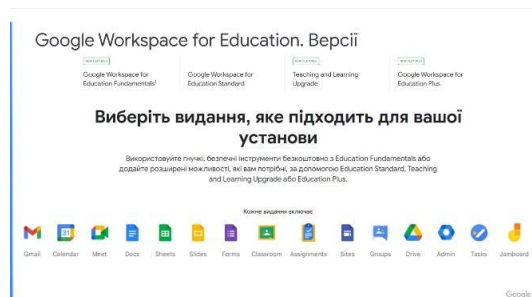 Google Workspace for Education. Версії
Google Workspace for
Education Fundamentals¹
Google Workspace for
Education Standard
Teaching and Learning
Upgrade
Google Workspace for
Education Plus
Виберіть видання, яке підходить для вашої
установи
Використовуйте гнучкі, безпечні інструменти безкоштовно з Education Fundamentals або
додайте розширені можливості, які вам потрібні, за допомогою Education Standard, Teaching
and Learning Upgrade або Education Plus.
Кожне видання включає
31
Gmail Calendar Meet Docs Sheets Slides Forms Classroom Assignments Sites Groups Drive Admin Tasks Jamboard
Google